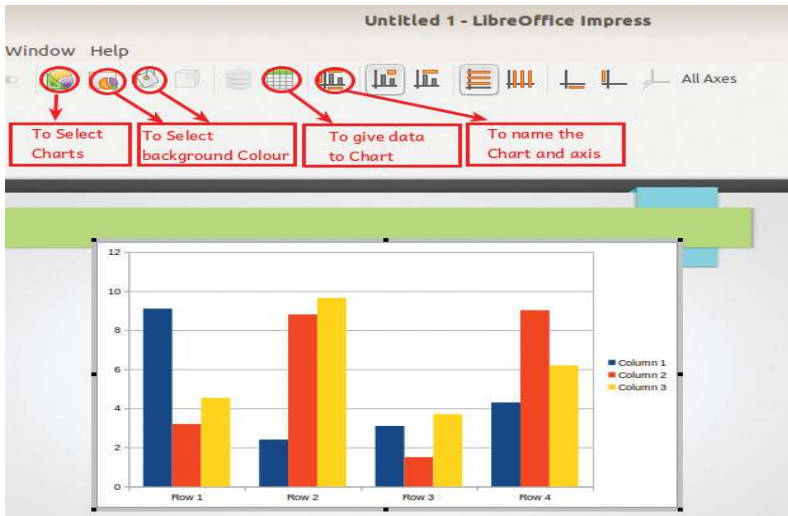 Untitled 1 - LibreOffice Impress
Window Help
All Axes
To Select
Charts
To Select
background Colour
To give data
to Chart
To name the
Chart and axis
12
10
8
6
4
2
0
Row 1 Row 2 Row 3 Row 4
Column 1
Column 2
Column 3